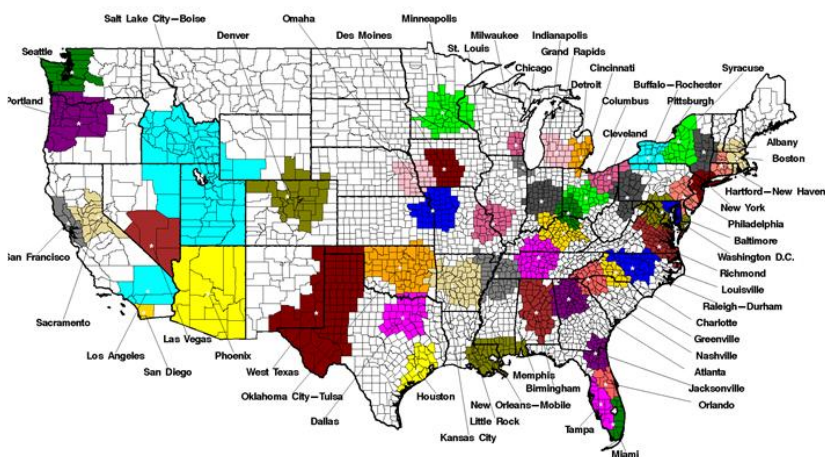 Salt Lake City—Boise
Omaha
Minneapolis
Indianapolis
Denver
Des Moines
St. Louis
Milwaukee
Grand Rapids
Syracuse
Seattle
Chicago
Cincinnati
Detroit
Buffalo—Rochester
Columbus
Pittsburgh
Portland
Cleveland
Albany
Boston
Hartford—New Haven
New York
Philadelphia
San Francisco
Baltimore
Washington D.C.
Richmond
Louisville
Sacramento
Raleigh—Durham
Las Vegas
Charlotte
Los Angeles
Phoenix
Greenville
San Diego
West Texas
Nashville
Memphis
Atlanta
Oklahoma City—Tulsa
Houston
Birmingham
Jacksonville
New Orleans—Mobile
Orlando
Dallas
Little Rock
Tampa
Kansas City
Miami